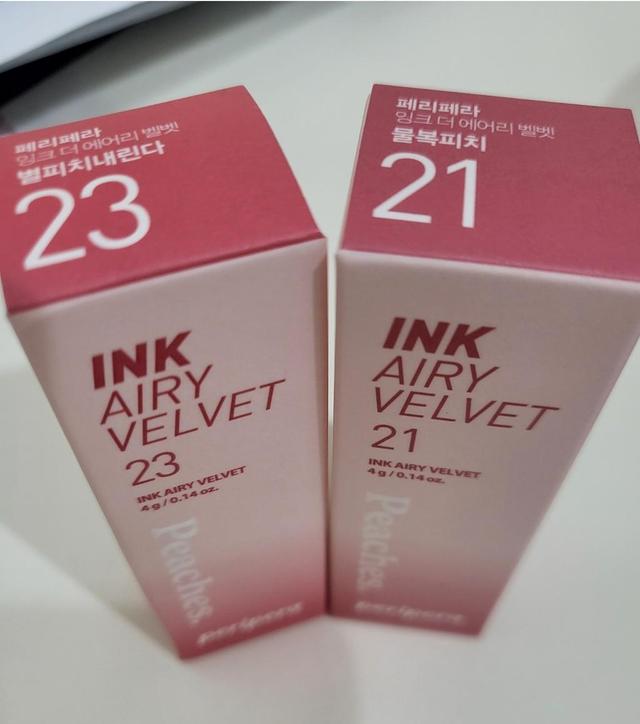 페리페라
잉크 더 에어리 벨벳
별피치내린다
23
INK
AIRY
VELVET
23
INK AIRY VELVET
4 g / 0.14 oz.
Peaches.
peripera
페리페라
잉크 더 에어리 벨벳
물복피치
21
INK
AIRY
VELVET
21
INK AIRY VELVET
4 g / 0.14 oz.
Peaches.
peripera